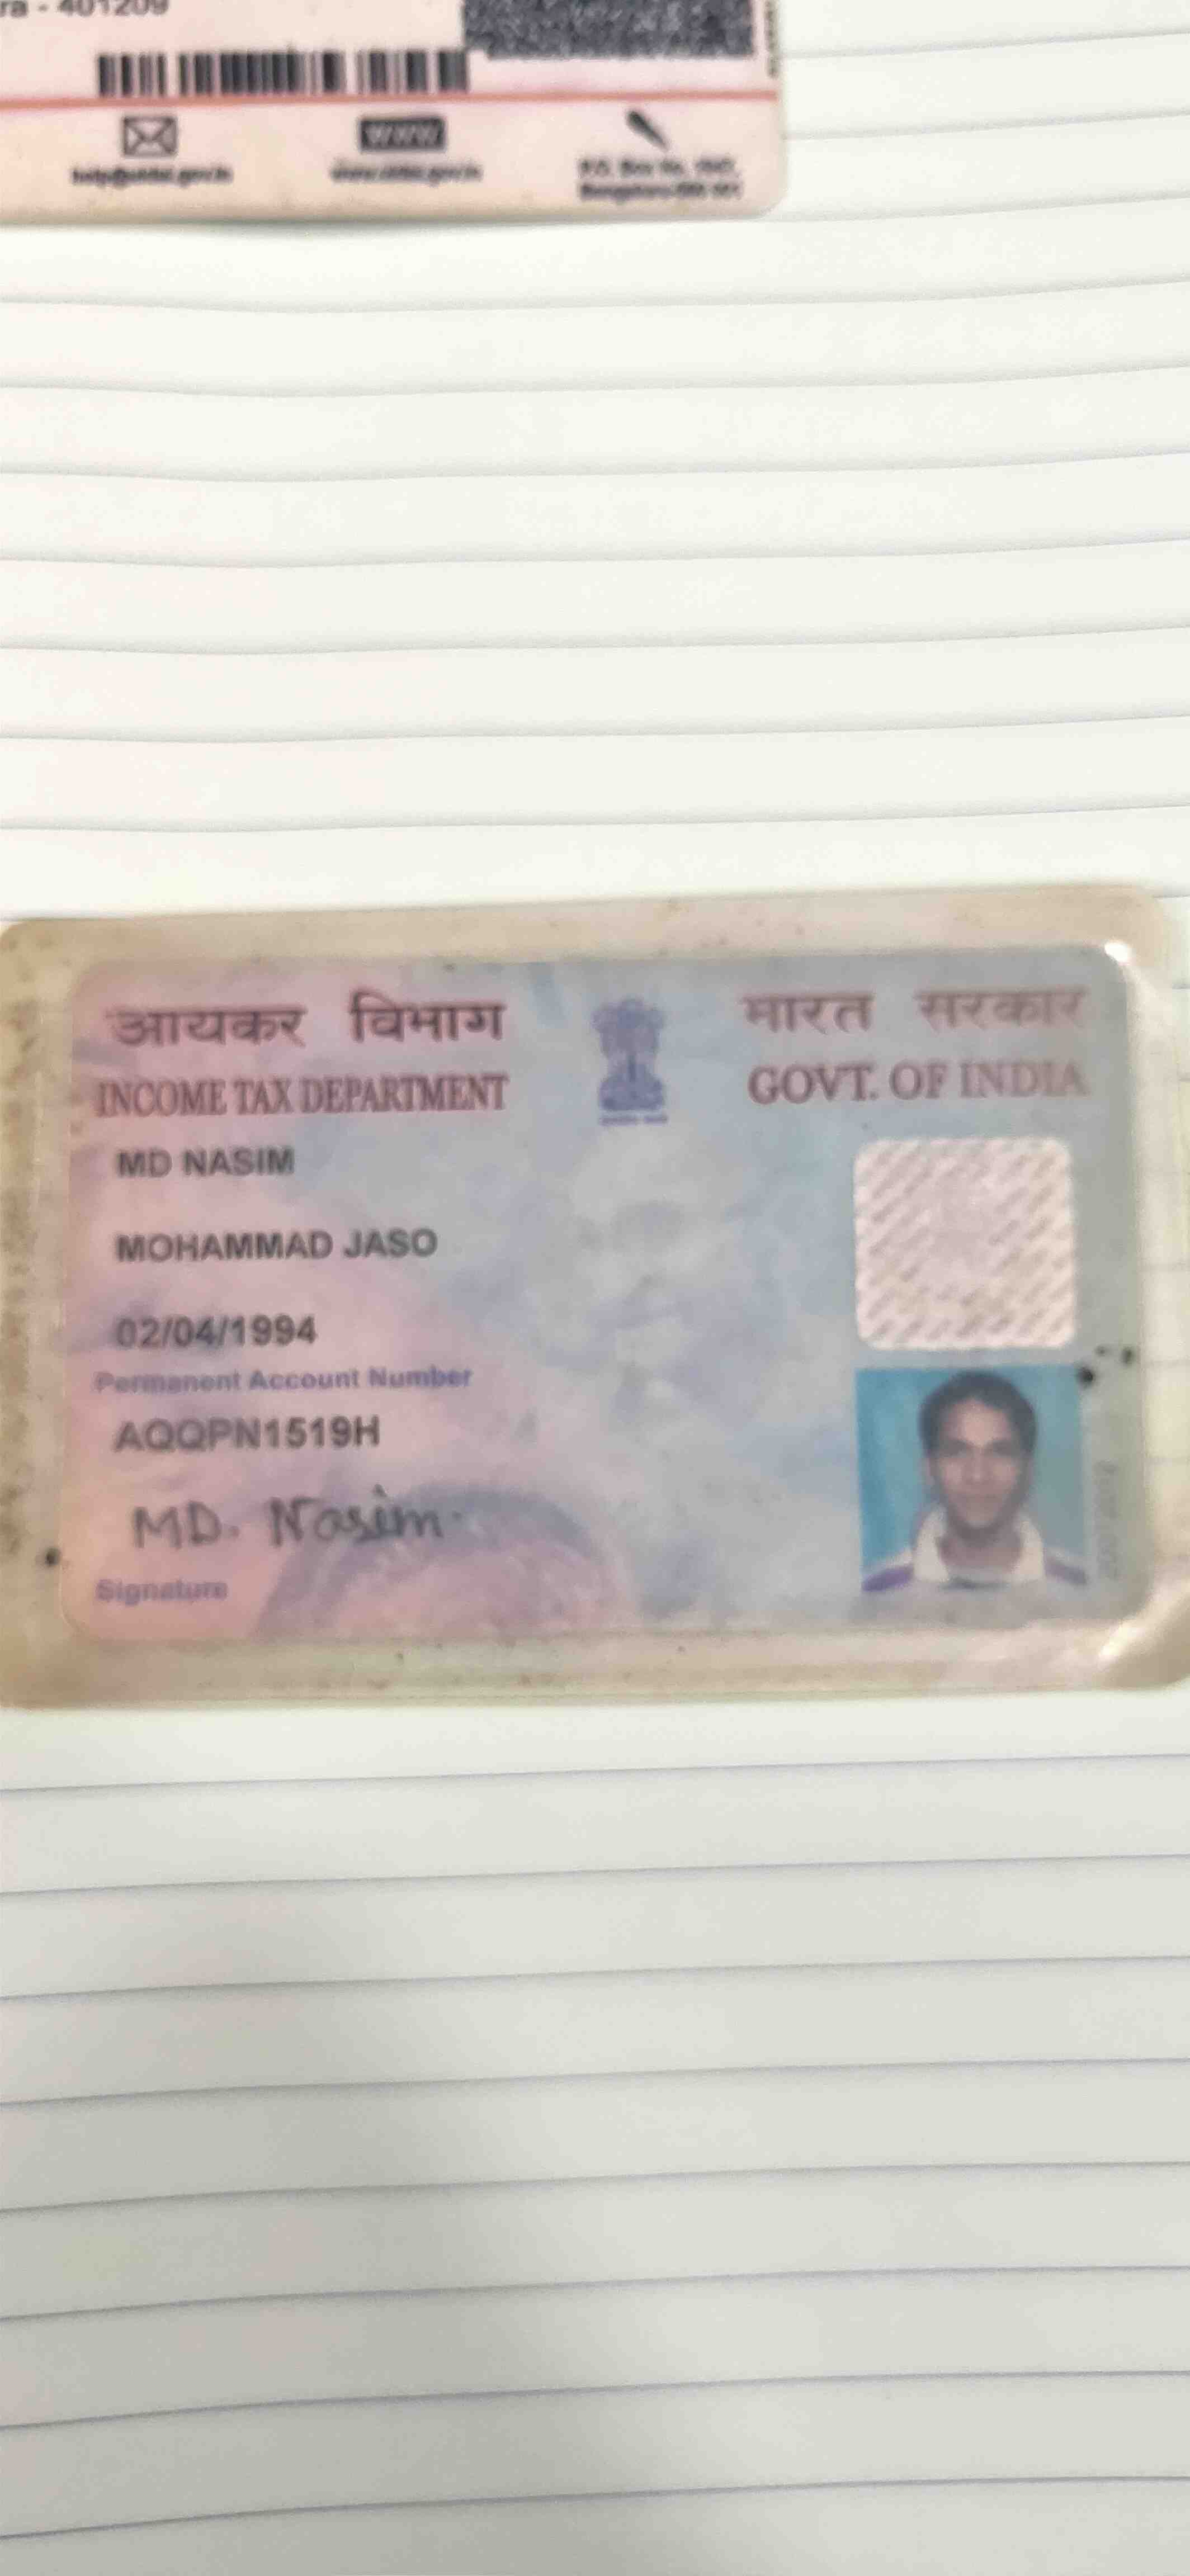 ra - 401209
help@uidai.gov.in
www
www.uidai.gov.in
P.O. Box No. 1947,
Bengaluru-560 001
आयकर विभाग
INCOME TAX DEPARTMENT
भारत सरकार
GOVT. OF INDIA
MD NASIM
MOHAMMAD JASO
02/04/1994
Permanent Account Number
AQQPN1519H
MD. Nasim.
Signature